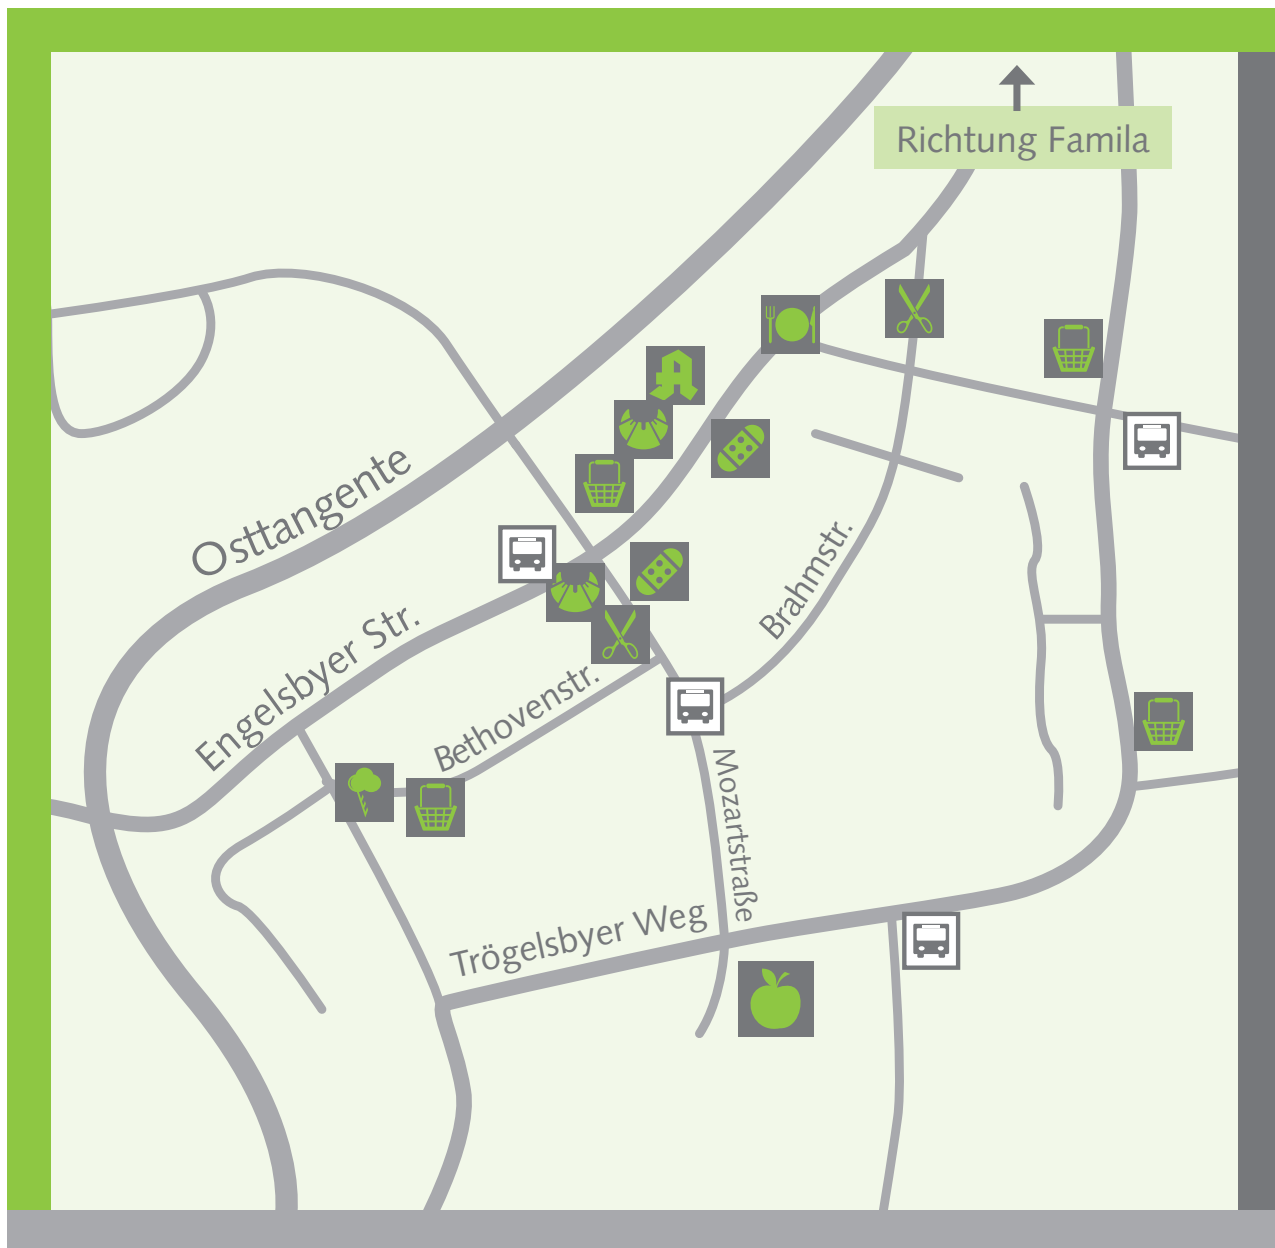 Richtung Famila
Osttangente
Engelsbyer Str.
Brahmstr.
Bethovenstr.
Mozartstraße
Trögelsbyer Weg